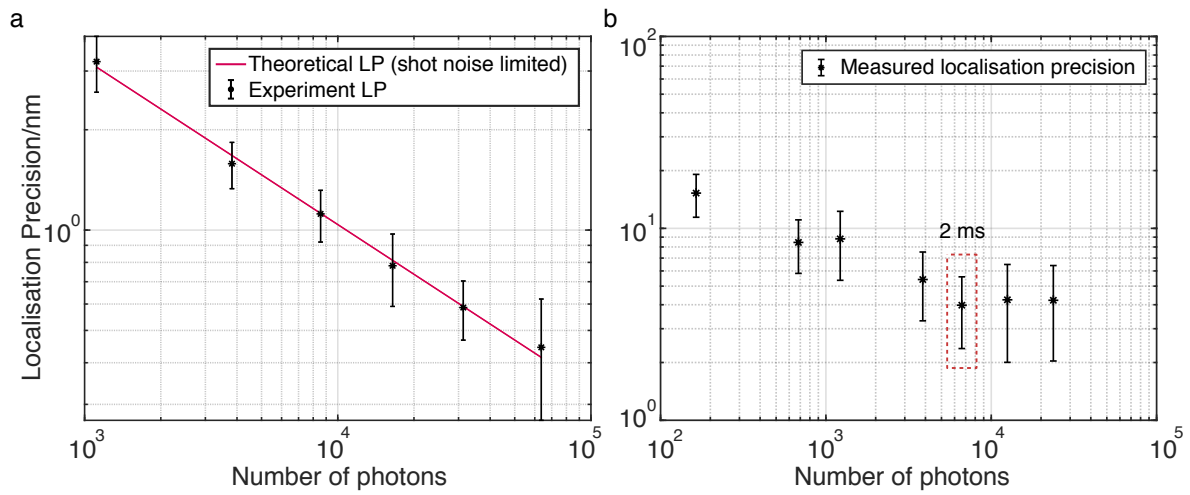 a
Localisation Precision/nm
10^0
Theoretical LP (shot noise limited)
Experiment LP
10^3
10^4
10^5
Number of photons
b
10^2
10^1
10^0
Measured localisation precision
2 ms
10^2
10^3
10^4
10^5
Number of photons